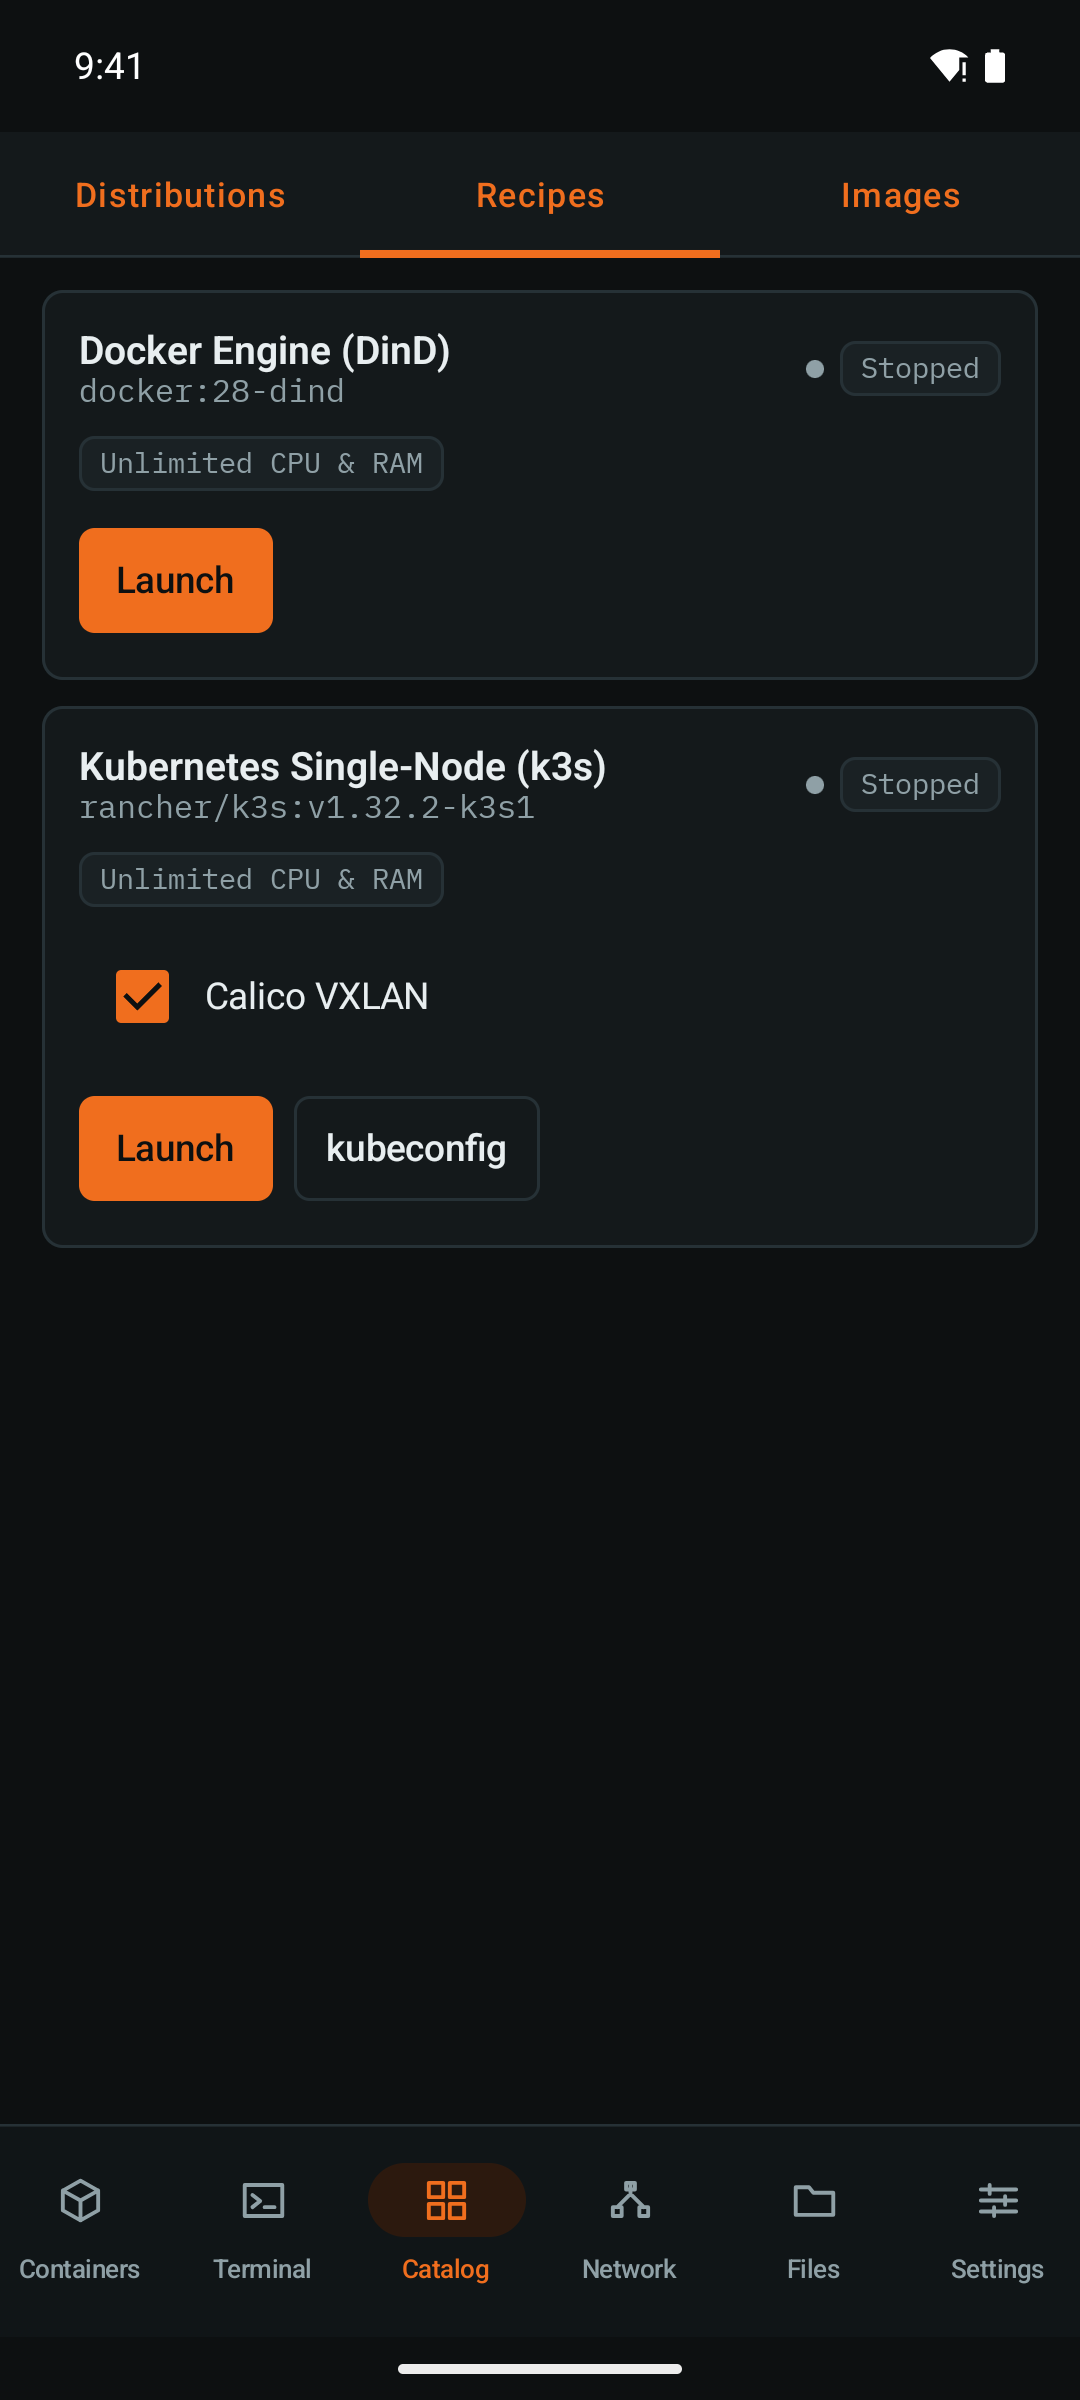 9:41
Distributions
Recipes
Images
Docker Engine (DinD)
docker:28-dind
Stopped
Unlimited CPU & RAM
Launch
Kubernetes Single-Node (k3s)
rancher/k3s:v1.32.2-k3s1
Stopped
Unlimited CPU & RAM
Calico VXLAN
Launch
kubeconfig
Containers
Terminal
Catalog
Network
Files
Settings